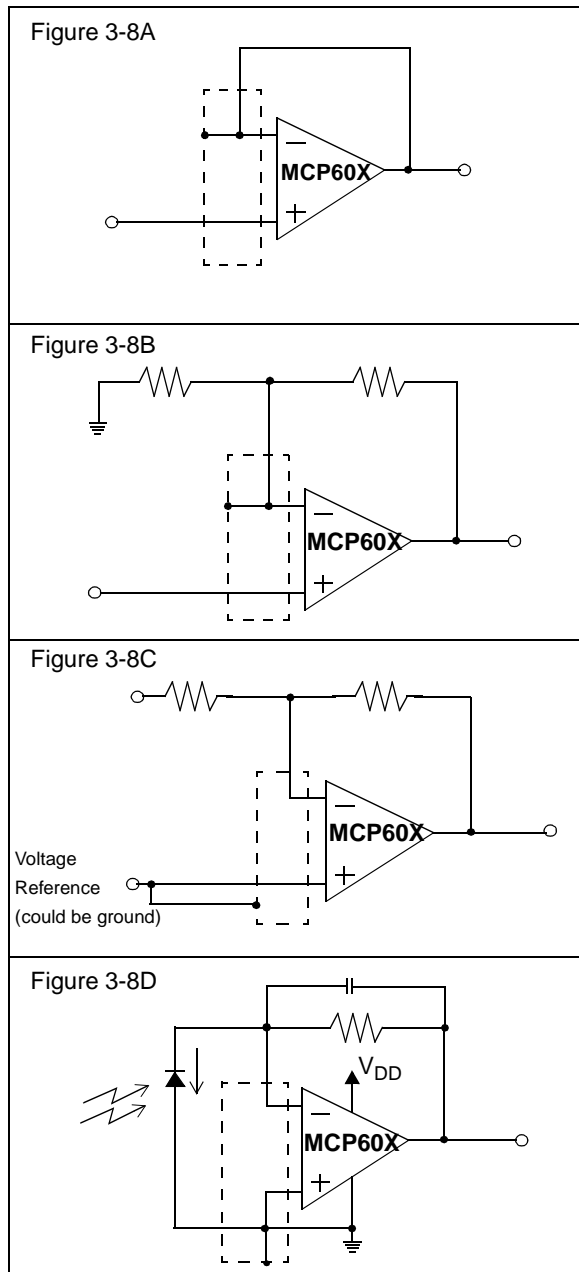 Figure 3-8A
−
MCP60X
+
Figure 3-8B
−
MCP60X
+
Figure 3-8C
−
MCP60X
+
Voltage
Reference
(could be ground)
Figure 3-8D
VDD
−
MCP60X
+